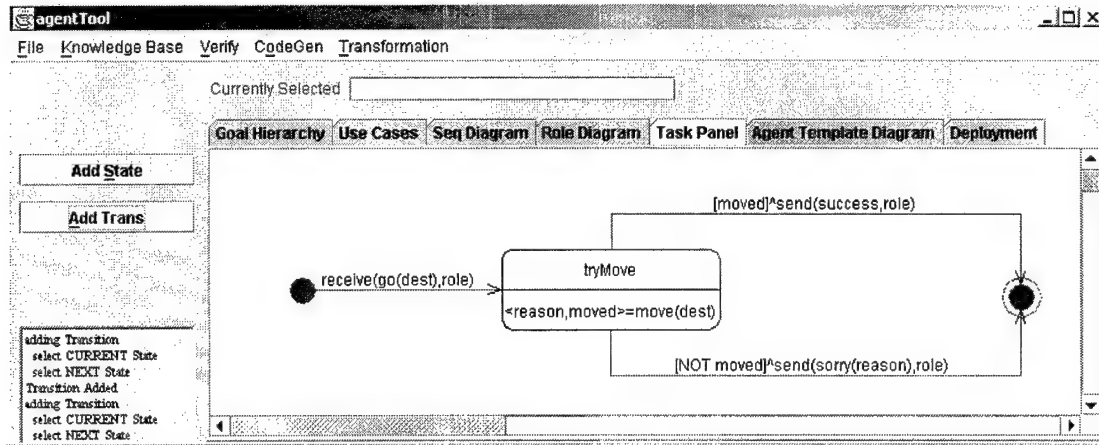 agentTool
File Knowledge Base Verify CodeGen Transformation
Currently Selected
Goal Hierarchy Use Cases Seq Diagram Role Diagram Task Panel Agent Template Diagram Deployment
Add State
Add Trans
[moved]^send(success,role)
receive(go(dest),role)
tryMove
<reason,moved>=move(dest)
[NOT moved]^send(sorry(reason),role)
adding Transition
select CURRENT State
select NEXT State
Transition Added
adding Transition
select CURRENT State
select NEXT State